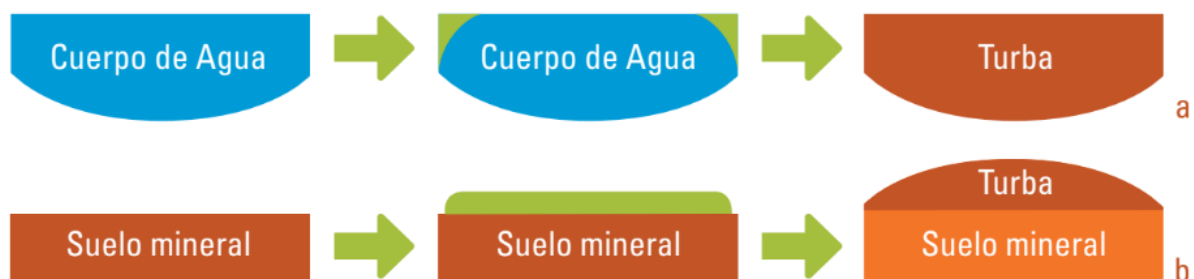 Cuerpo de Agua
Cuerpo de Agua
Turba
a
Turba
Suelo mineral
Suelo mineral
Suelo mineral
b